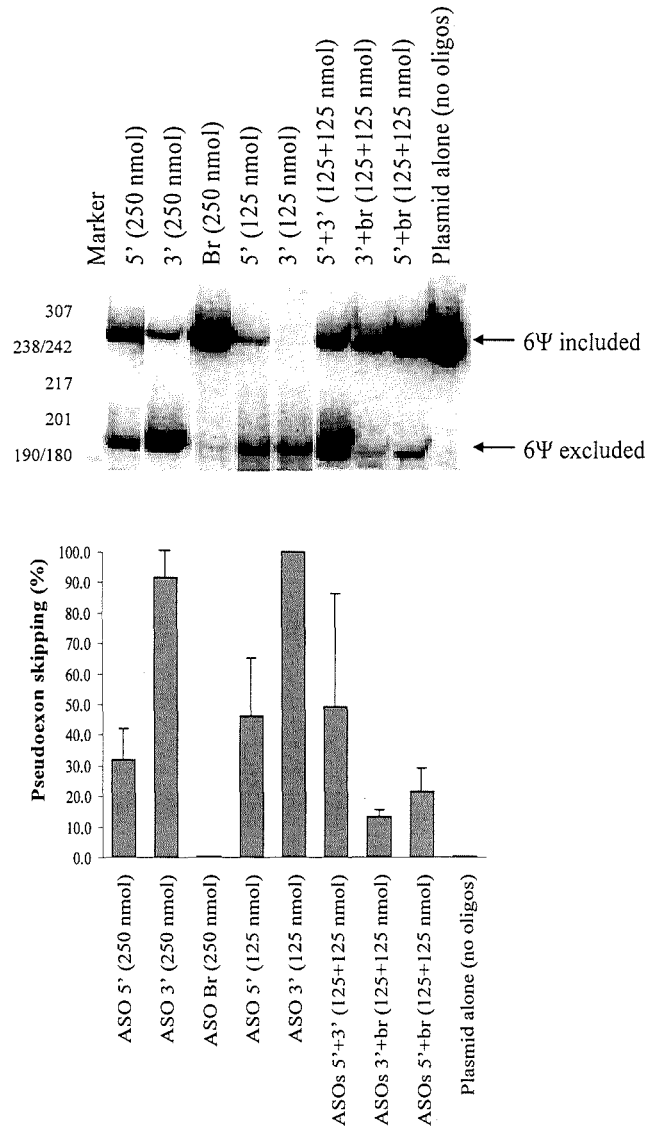 Marker
5' (250 nmol)
3' (250 nmol)
Br (250 nmol)
5' (125 nmol)
3' (125 nmol)
5'+3' (125+125 nmol)
3'+br (125+125 nmol)
5'+br (125+125 nmol)
Plasmid alone (no oligos)
307
238/242
217
201
190/180
6Ψ included
6Ψ excluded
Pseudoexon skipping (%)
100.0
90.0
80.0
70.0
60.0
50.0
40.0
30.0
20.0
10.0
0.0
ASO 5' (250 nmol)
ASO 3' (250 nmol)
ASO Br (250 nmol)
ASO 5' (125 nmol)
ASO 3' (125 nmol)
ASOs 5'+3' (125+125 nmol)
ASOs 3'+br (125+125 nmol)
ASOs 5'+br (125+125 nmol)
Plasmid alone (no oligos)